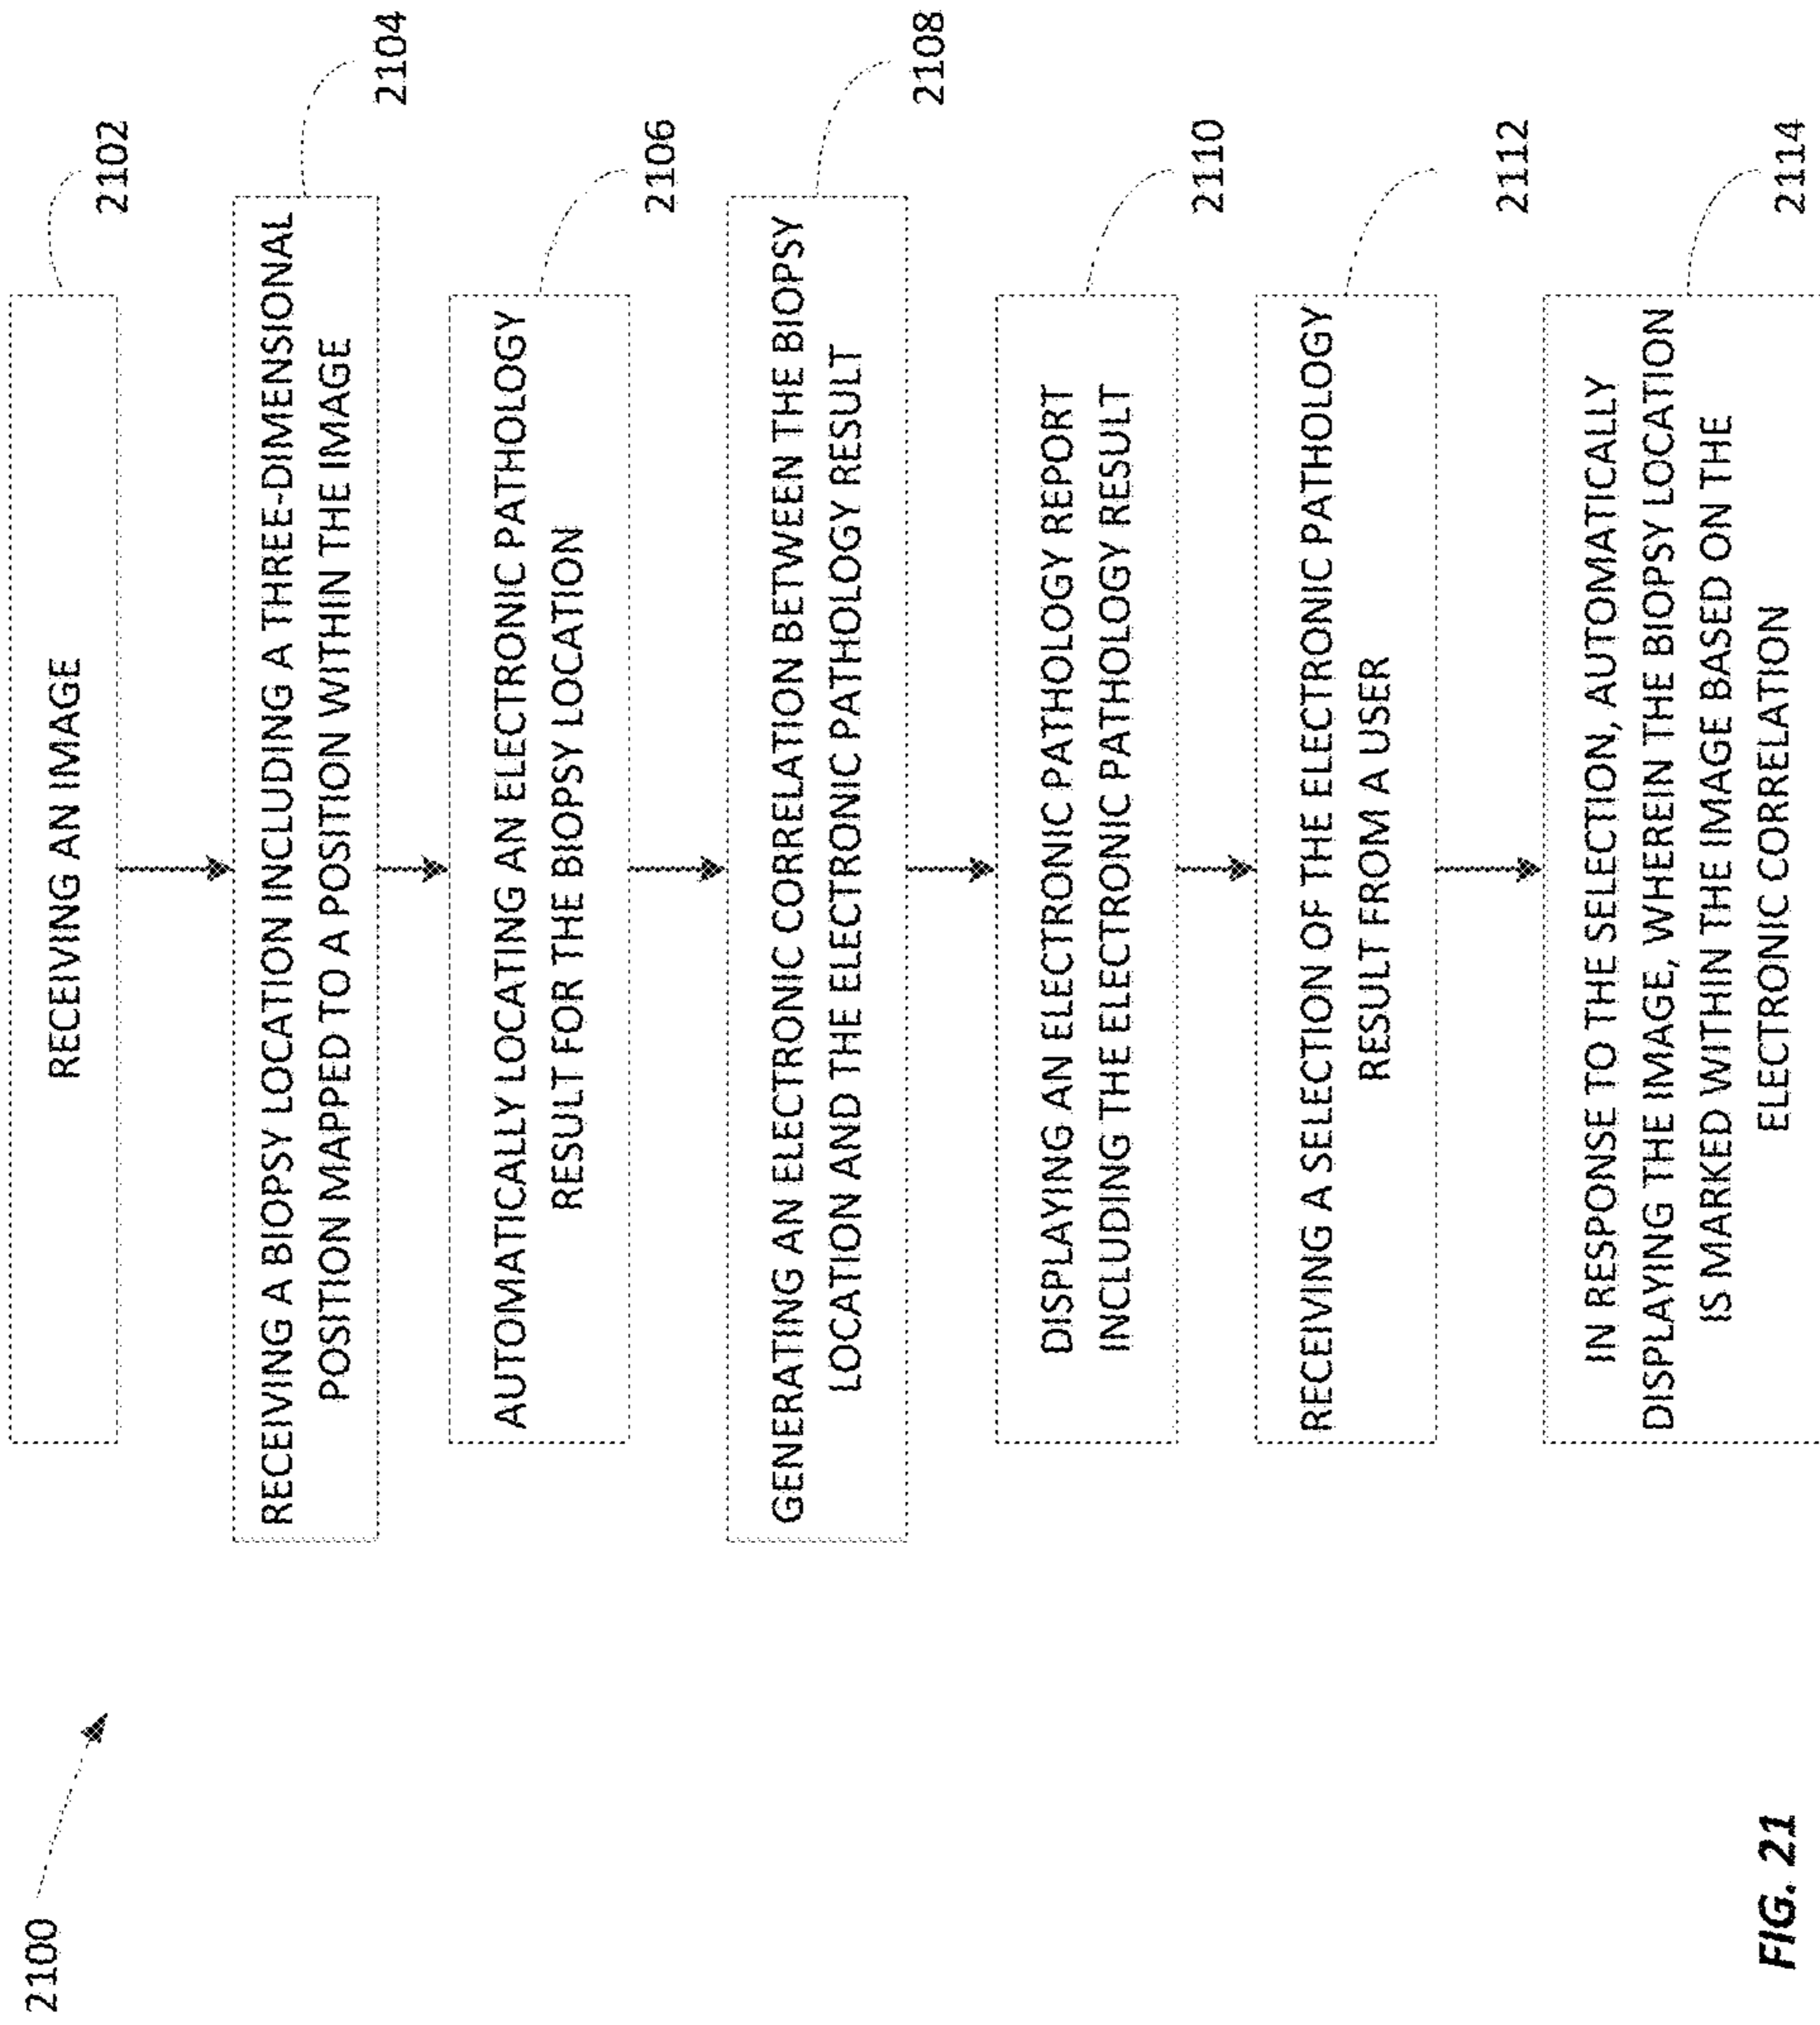 2100
RECEIVING AN IMAGE
2102
RECEIVING A BIOPSY LOCATION INCLUDING A THREE-DIMENSIONAL
POSITION MAPPED TO A POSITION WITHIN THE IMAGE
2104
AUTOMATICALLY LOCATING AN ELECTRONIC PATHOLOGY
RESULT FOR THE BIOPSY LOCATION
2106
GENERATING AN ELECTRONIC CORRELATION BETWEEN THE BIOPSY
LOCATION AND THE ELECTRONIC PATHOLOGY RESULT
2108
DISPLAYING AN ELECTRONIC PATHOLOGY REPORT
INCLUDING THE ELECTRONIC PATHOLOGY RESULT
2110
RECEIVING A SELECTION OF THE ELECTRONIC PATHOLOGY
RESULT FROM A USER
2112
IN RESPONSE TO THE SELECTION, AUTOMATICALLY
DISPLAYING THE IMAGE, WHEREIN THE BIOPSY LOCATION
IS MARKED WITHIN THE IMAGE BASED ON THE
ELECTRONIC CORRELATION
2114
FIG. 21